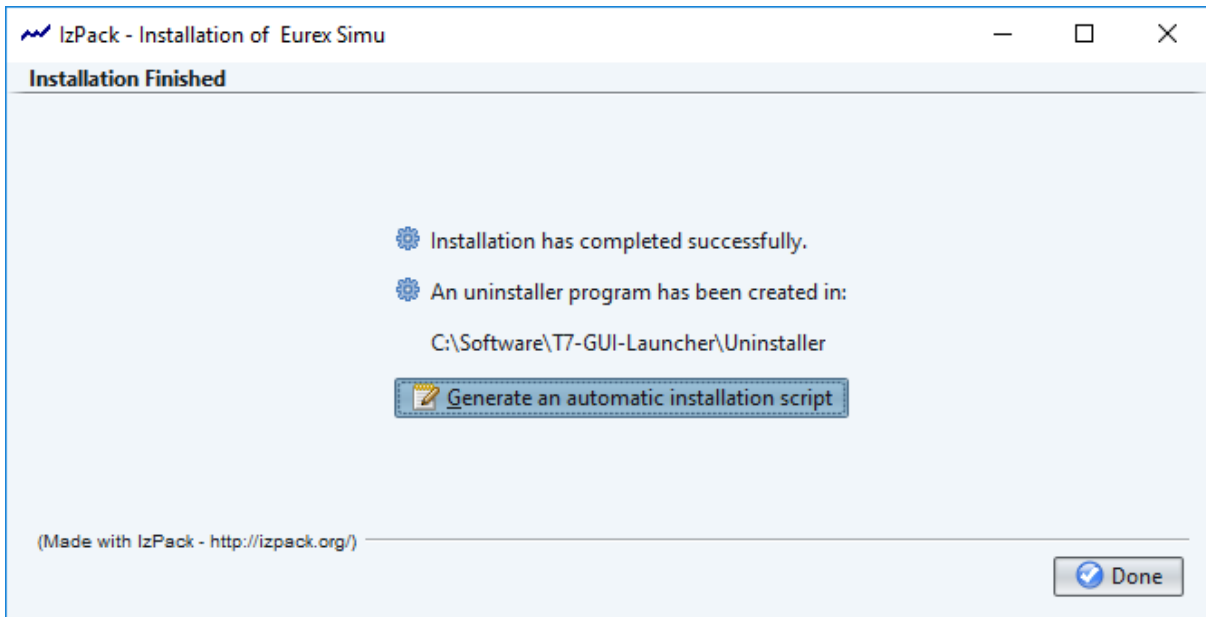 IzPack - Installation of  Eurex Simu
Installation Finished
Installation has completed successfully.
An uninstaller program has been created in:
C:\Software\T7-GUI-Launcher\Uninstaller
Generate an automatic installation script
(Made with IzPack - http://izpack.org/)
Done